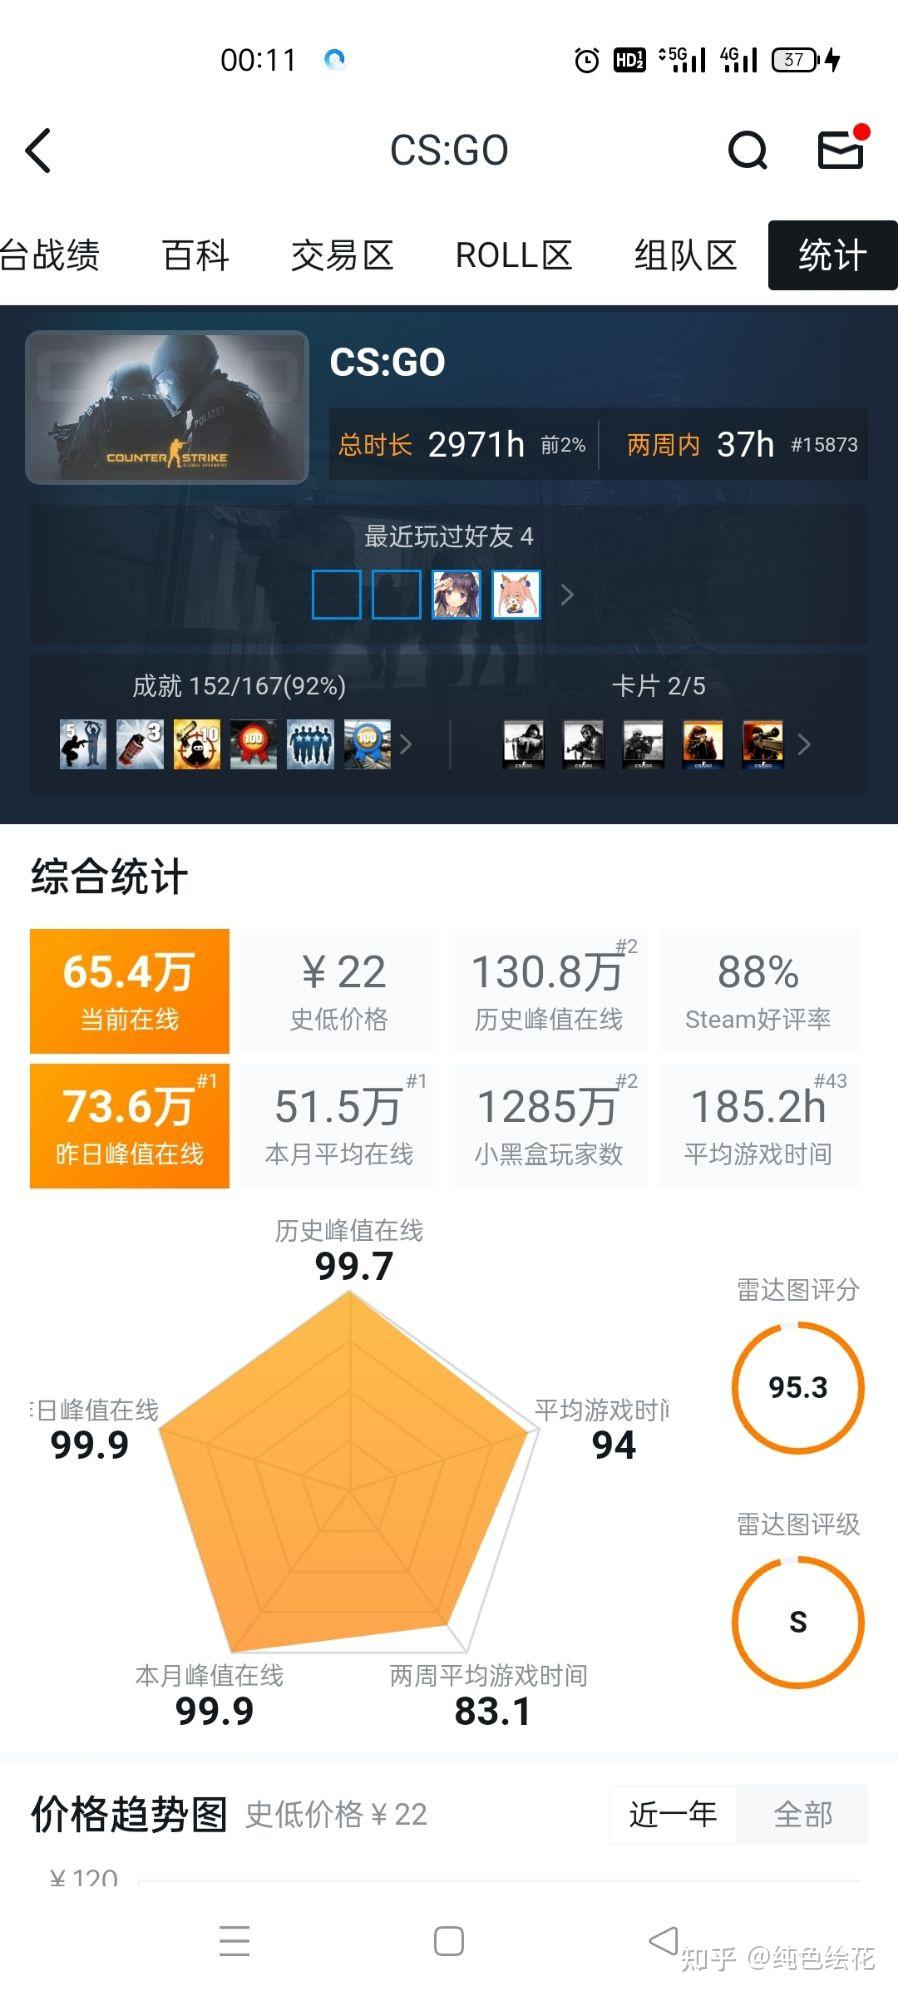 00:11 HD 5G 4G 37
CS:GO
台战绩 百科 交易区 ROLL区 组队区 统计
CS:GO
总时长 2971h 前2% 两周内 37h #15873
COUNTER STRIKE
GLOBAL OFFENSIVE
POLIZEI
最近玩过好友 4
成就 152/167(92%) 卡片 2/5
综合统计
65.4万 ¥ 22 130.8万 #2 88%
当前在线 史低价格 历史峰值在线 Steam好评率
73.6万 #1 51.5万 #1 1285万 #2 185.2h #43
昨日峰值在线 本月平均在线 小黑盒玩家数 平均游戏时间
历史峰值在线
99.7
雷达图评分
95.3
日峰值在线
99.9
平均游戏时
94
雷达图评级
S
本月峰值在线
99.9
两周平均游戏时间
83.1
价格趋势图 史低价格 ¥ 22 近一年 全部
¥ 120
知乎 @纯色绘花